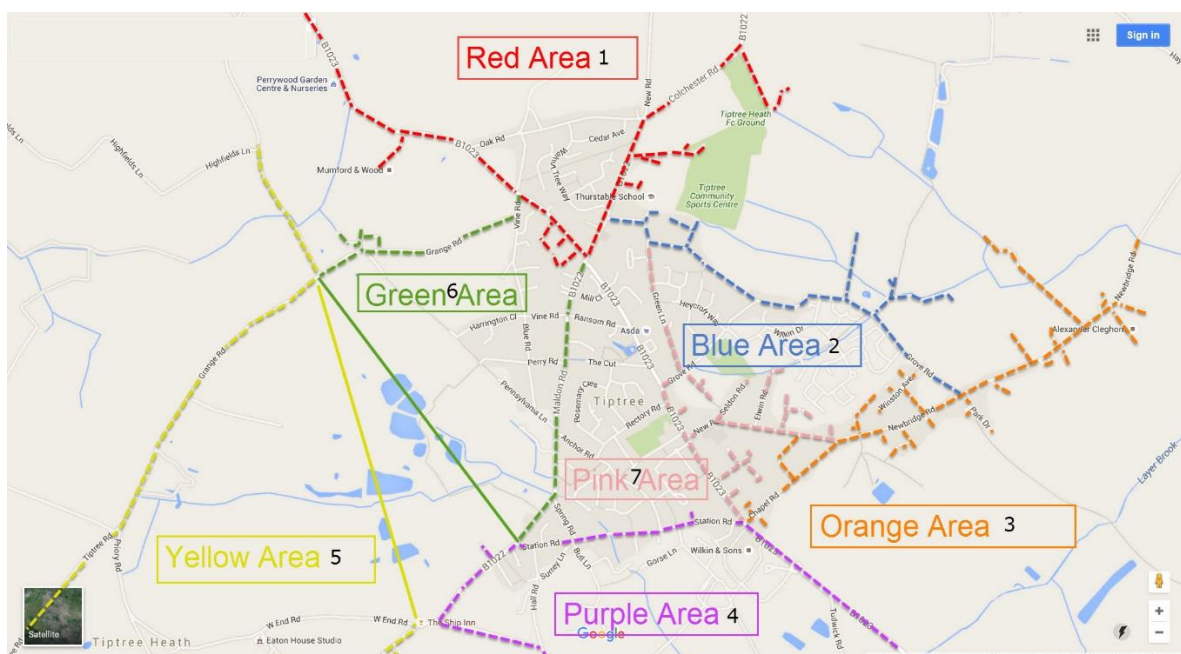 B1022
Ha
Sign in
B1023
Red Area 1
New Rd
Colchester Rd
Perrywood Garden
Centre & Nurseries
Tiptree Heath
Fc Ground
Highfields Ln
Highfields Ln
Oak Rd
Cedar Ave
B1023
Mumford & Wood
Tree Way
B1022
Thurstable School
Tiptree
Community
Sports Centre
Vine Rd
Grange Rd
Newbridge Rd
Green 6 Area
B1022
Mill Cl
B1023
Green Ln
Heycroft Way
Harrington Cl
Vine Rd
Ransom Rd
Asda
Wilkin Dr
Alexander Cleghorn
Blue Rd
Blue Area 2
Grange Rd
Perry Rd
The Cut
B1023
Grove Rd
Grove Rd
Maldon Rd
Pennsylvania Ln
Rosemary Cres
Tiptree
Seldon Rd
Elwin Rd
Winston Ave
Rectory Rd
New Rd
Newbridge Rd
Park Dr
Anchor Rd
B1023
Layer Brook
Pink 7 Area
Chapel Rd
Spring Rd
Station Rd
Orange Area 3
Tiptree Rd
Priory Rd
Yellow Area 5
Station Rd
B1022
Surrey Ln
Bull Ln
Gorse Ln
Wilkin & Sons
B1023
Hall Rd
Purple Area 4
Satellite
W End Rd
W End Rd
The Ship Inn
Tudwick Rd
B1023
Tiptree Heath
Eaton House Studio
Google